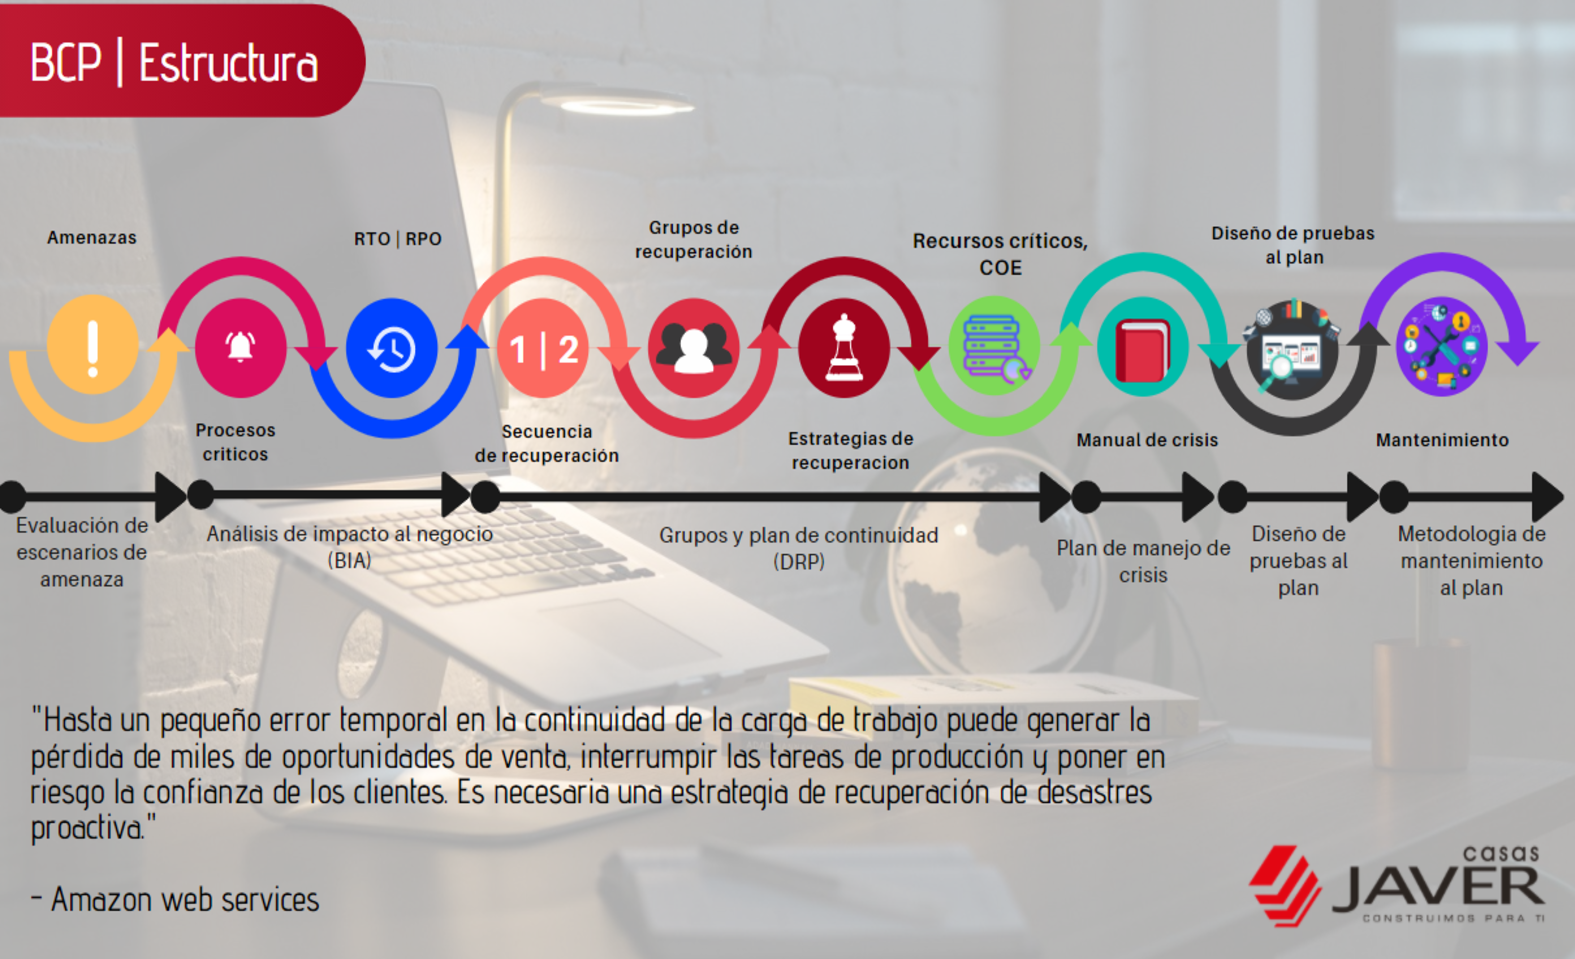 BCP | Estructura
Amenazas
RTO | RPO
Grupos de
recuperación
Recursos críticos,
COE
Diseño de pruebas
al plan
1 | 2
Procesos
criticos
Secuencia
de recuperación
Estrategias de
recuperacion
Manual de crisis
Mantenimiento
Evaluación de
escenarios de
amenaza
Análisis de impacto al negocio
(BIA)
Grupos y plan de continuidad
(DRP)
Plan de manejo de
crisis
Diseño de
pruebas al
plan
Metodologia de
mantenimiento
al plan
"Hasta un pequeño error temporal en la continuidad de la carga de trabajo puede generar la
pérdida de miles de oportunidades de venta, interrumpir las tareas de producción y poner en
riesgo la confianza de los clientes. Es necesaria una estrategia de recuperación de desastres
proactiva."
- Amazon web services
casas
JAVER
CONSTRUIMOS PARA TI